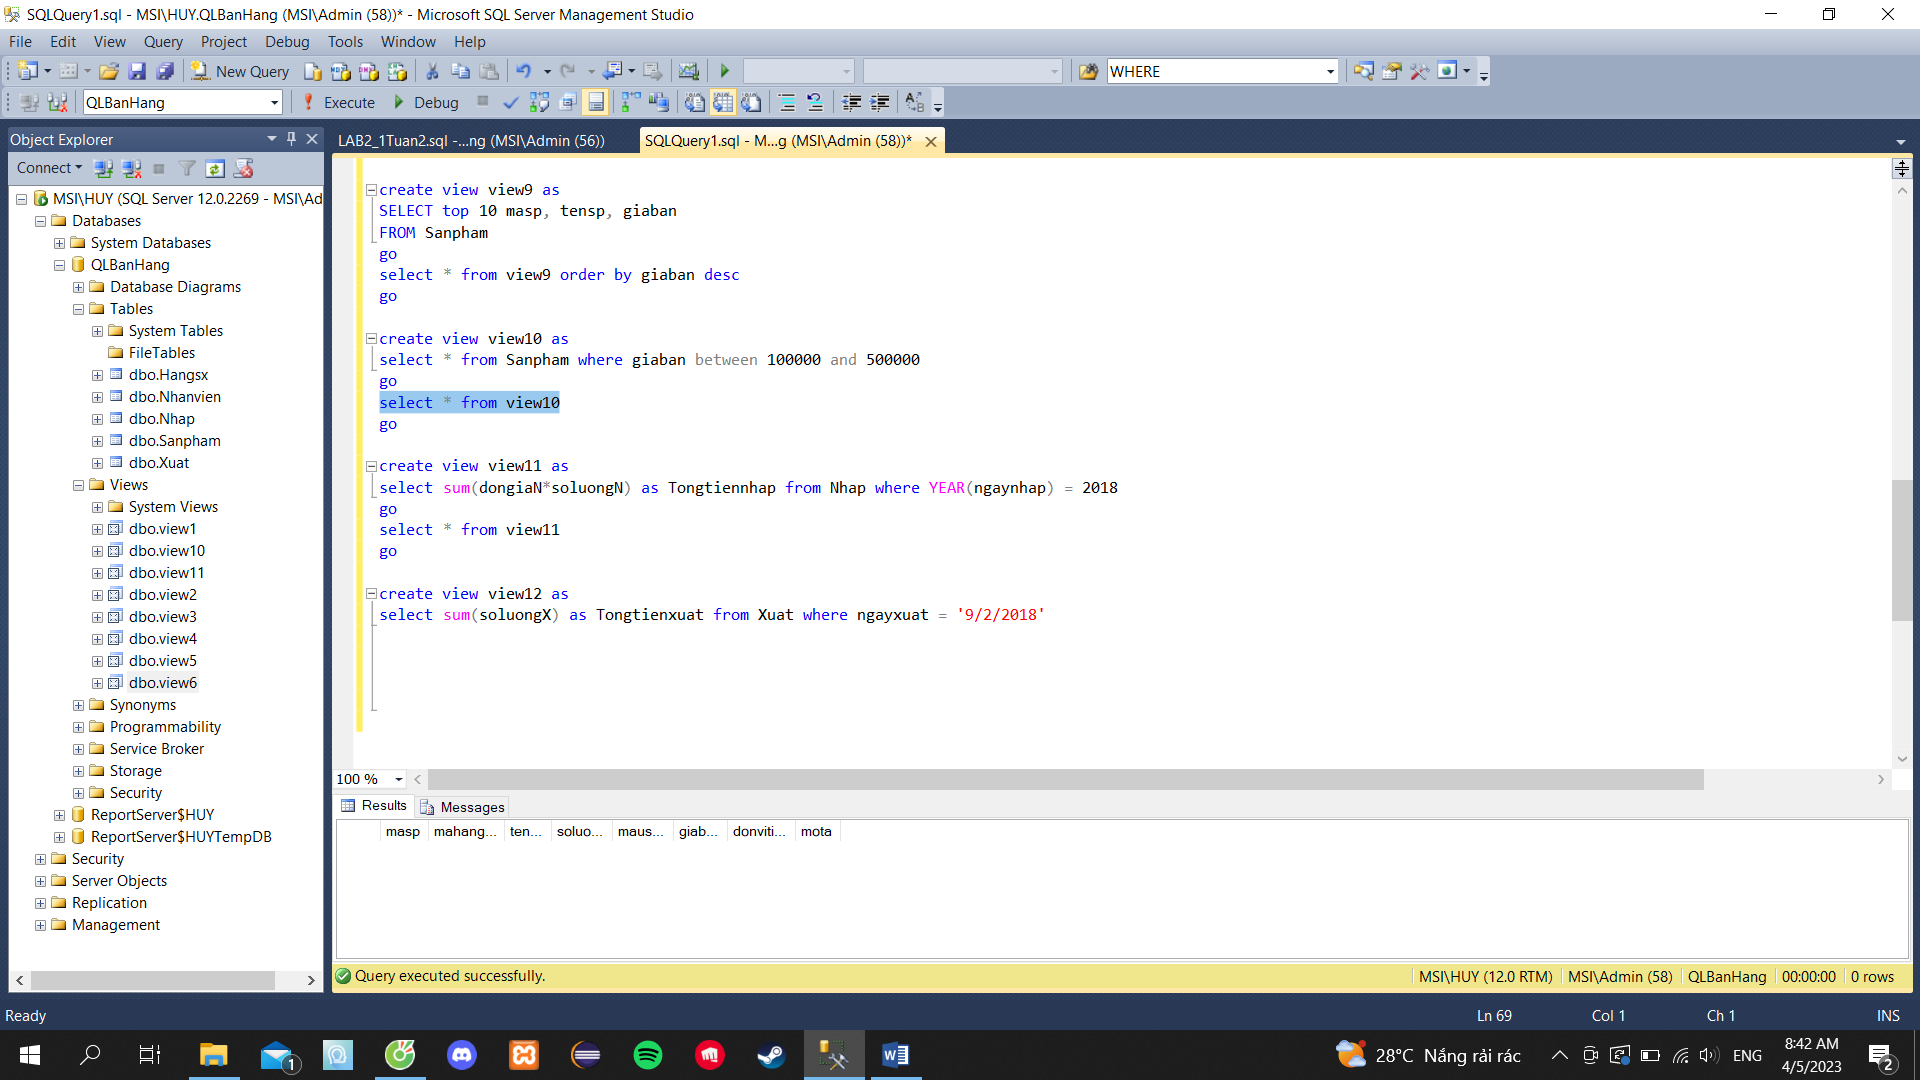 SQLQuery1.sql - MSI\HUY.QLBanHang (MSI\Admin (58))* - Microsoft SQL Server Management Studio
File Edit View Query Project Debug Tools Window Help
New Query WHERE
QLBanHang Execute Debug
Object Explorer
Connect
MSI\HUY (SQL Server 12.0.2269 - MSI\Ad
Databases
System Databases
QLBanHang
Database Diagrams
Tables
System Tables
FileTables
dbo.Hangsx
dbo.Nhanvien
dbo.Nhap
dbo.Sanpham
dbo.Xuat
Views
System Views
dbo.view1
dbo.view10
dbo.view11
dbo.view2
dbo.view3
dbo.view4
dbo.view5
dbo.view6
Synonyms
Programmability
Service Broker
Storage
Security
ReportServer$HUY
ReportServer$HUYTempDB
Security
Server Objects
Replication
Management
LAB2_1Tuan2.sql -...ng (MSI\Admin (56)) SQLQuery1.sql - M...g (MSI\Admin (58))*
create view view9 as
SELECT top 10 masp, tensp, giaban
FROM Sanpham
go
select * from view9 order by giaban desc
go
create view view10 as
select * from Sanpham where giaban between 100000 and 500000
go
select * from view10
go
create view view11 as
select sum(dongiaN*soluongN) as Tongtiennhap from Nhap where YEAR(ngaynhap) = 2018
go
select * from view11
go
create view view12 as
select sum(soluongX) as Tongtienxuat from Xuat where ngayxuat = '9/2/2018'
100 %
Results Messages
masp mahang... ten... soluo... maus... giab... donviti... mota
Query executed successfully. MSI\HUY (12.0 RTM) MSI\Admin (58) QLBanHang 00:00:00 0 rows
Ready Ln 69 Col 1 Ch 1 INS
1 28°C Nắng rải rác ENG 8:42 AM
4/5/2023 2